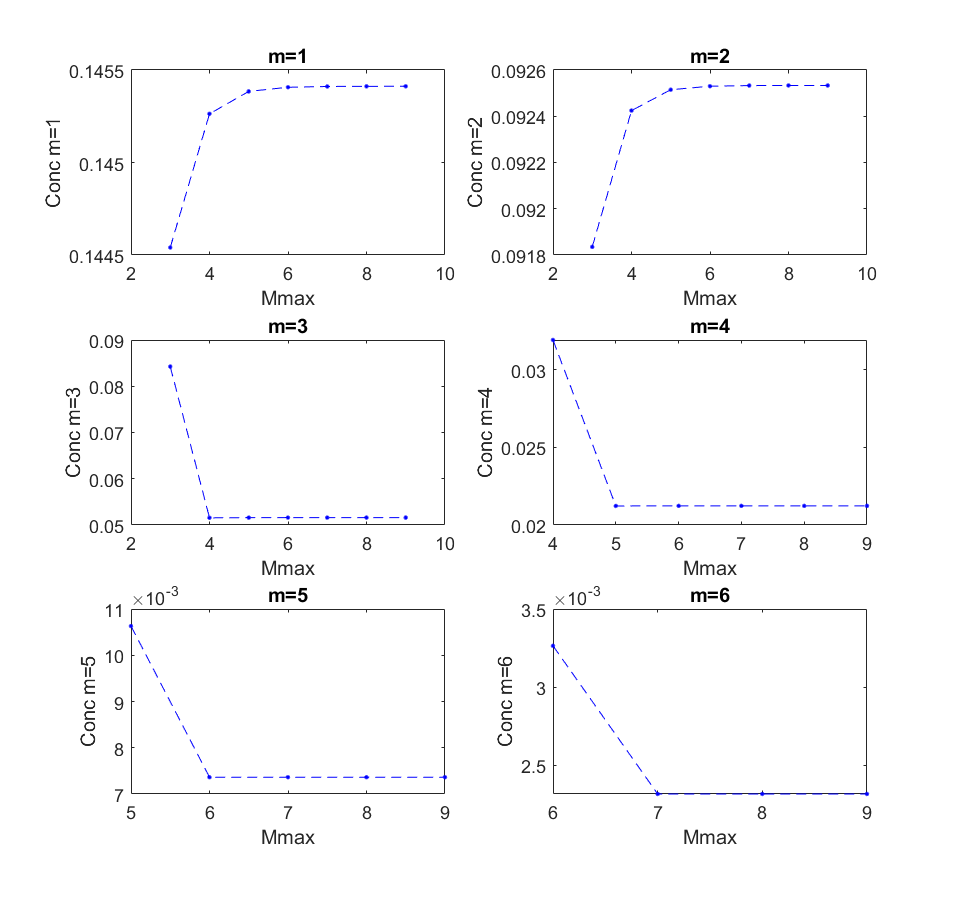 m=1
0.1455
0.145
0.1445
Conc m=1
2 4 6 8 10
Mmax
m=2
0.0926
0.0924
0.0922
0.092
0.0918
Conc m=2
2 4 6 8 10
Mmax
m=3
0.09
0.08
0.07
0.06
0.05
Conc m=3
2 4 6 8 10
Mmax
m=4
0.03
0.025
0.02
Conc m=4
4 5 6 7 8 9
Mmax
m=5
×10-3
11
10
9
8
7
Conc m=5
5 6 7 8 9
Mmax
m=6
×10-3
3.5
3
2.5
Conc m=6
6 7 8 9
Mmax